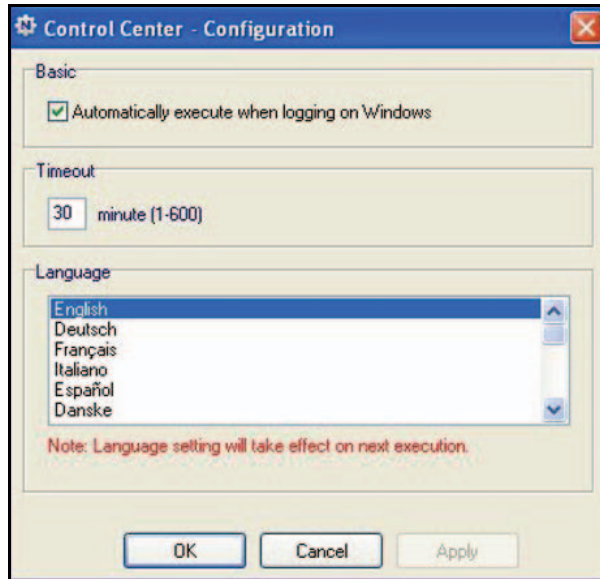 Control Center - Configuration
Basic
Automatically execute when logging on Windows
Timeout
30 minute (1-600)
Language
English
Deutsch
Français
Italiano
Español
Danske
Note: Language setting will take effect on next execution.
OK Cancel Apply